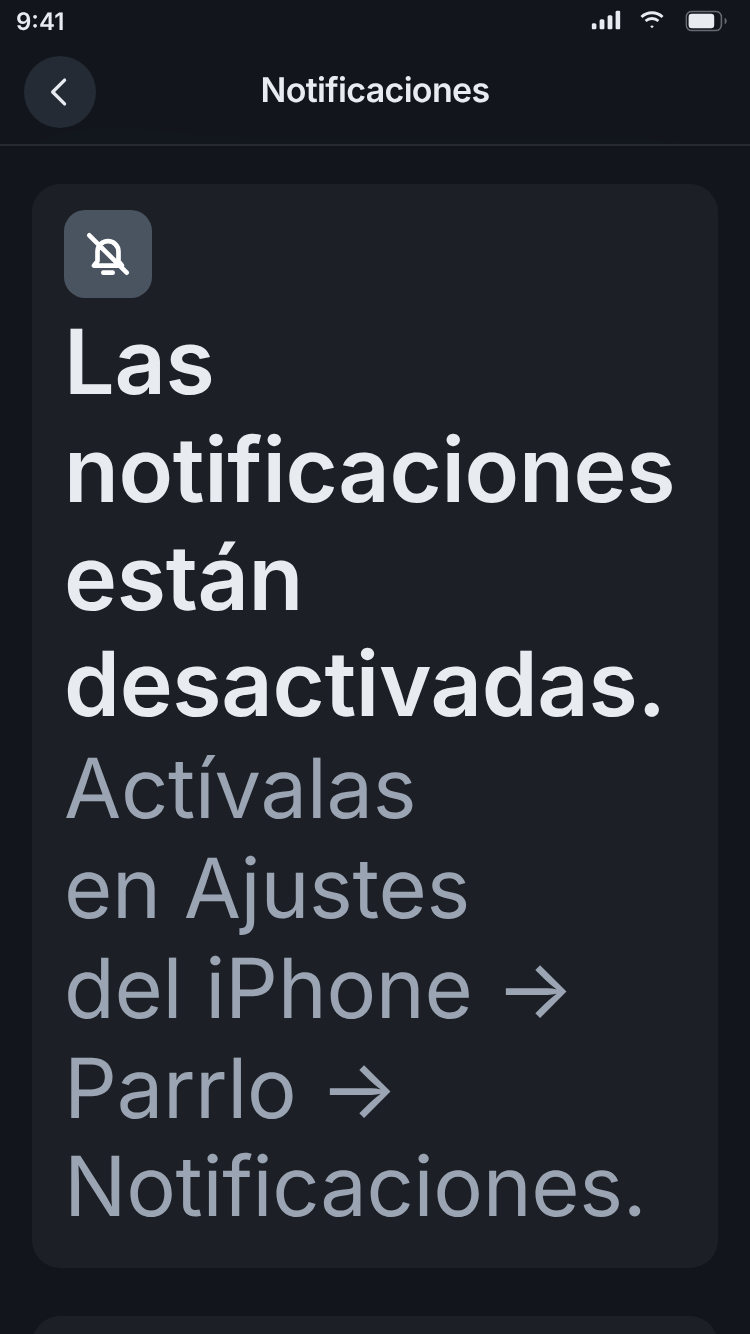 9:41
Notificaciones
Las
notificaciones
están
desactivadas.
Actívalas
en Ajustes
del iPhone →
Parrlo →
Notificaciones.